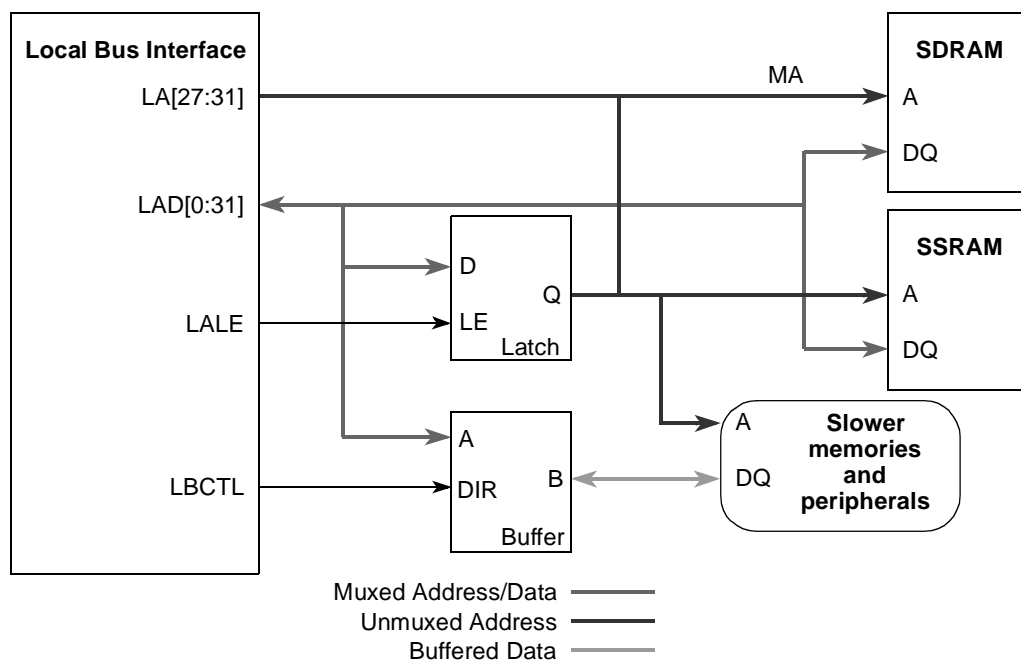 Local Bus Interface
LA[27:31]
LAD[0:31]
LALE
LBCTL
MA
SDRAM
A
DQ
SSRAM
A
DQ
D
Q
LE
Latch
A
B
DIR
Buffer
A
DQ
Slower
memories
and
peripherals
Muxed Address/Data
Unmuxed Address
Buffered Data